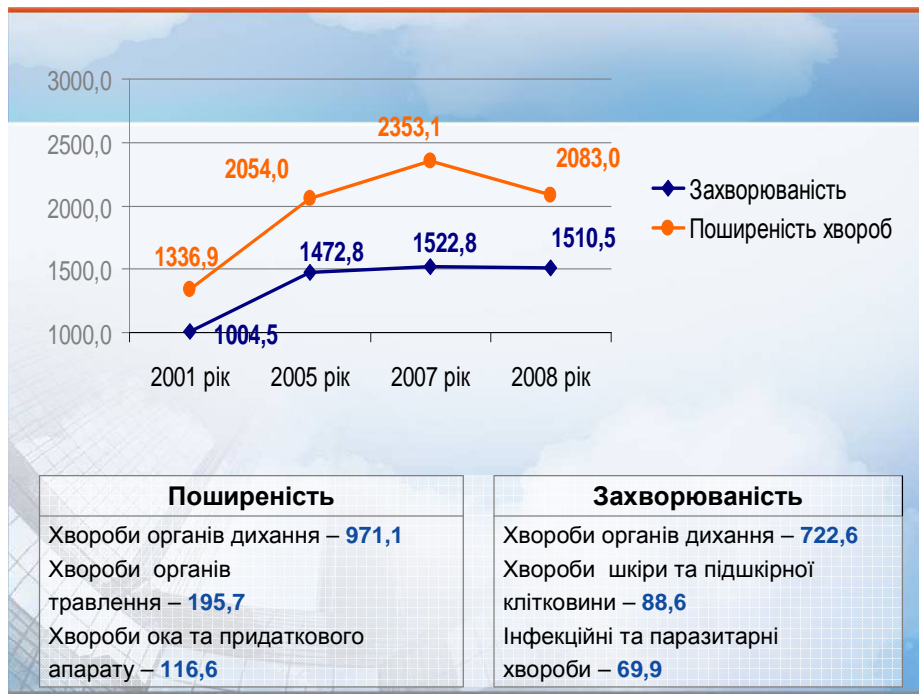 3000,0
2500,0
2000,0
1500,0
1000,0
2353,1
2054,0
2083,0
1336,9
1472,8
1522,8
1510,5
1004,5
2001 рік
2005 рік
2007 рік
2008 рік
Захворюваність
Поширеність хвороб
Поширеність
Хвороби органів дихання – 971,1
Хвороби органів
травлення – 195,7
Хвороби ока та придаткового
апарату – 116,6
Захворюваність
Хвороби органів дихання – 722,6
Хвороби шкіри та підшкірної
клітковини – 88,6
Інфекційні та паразитарні
хвороби – 69,9